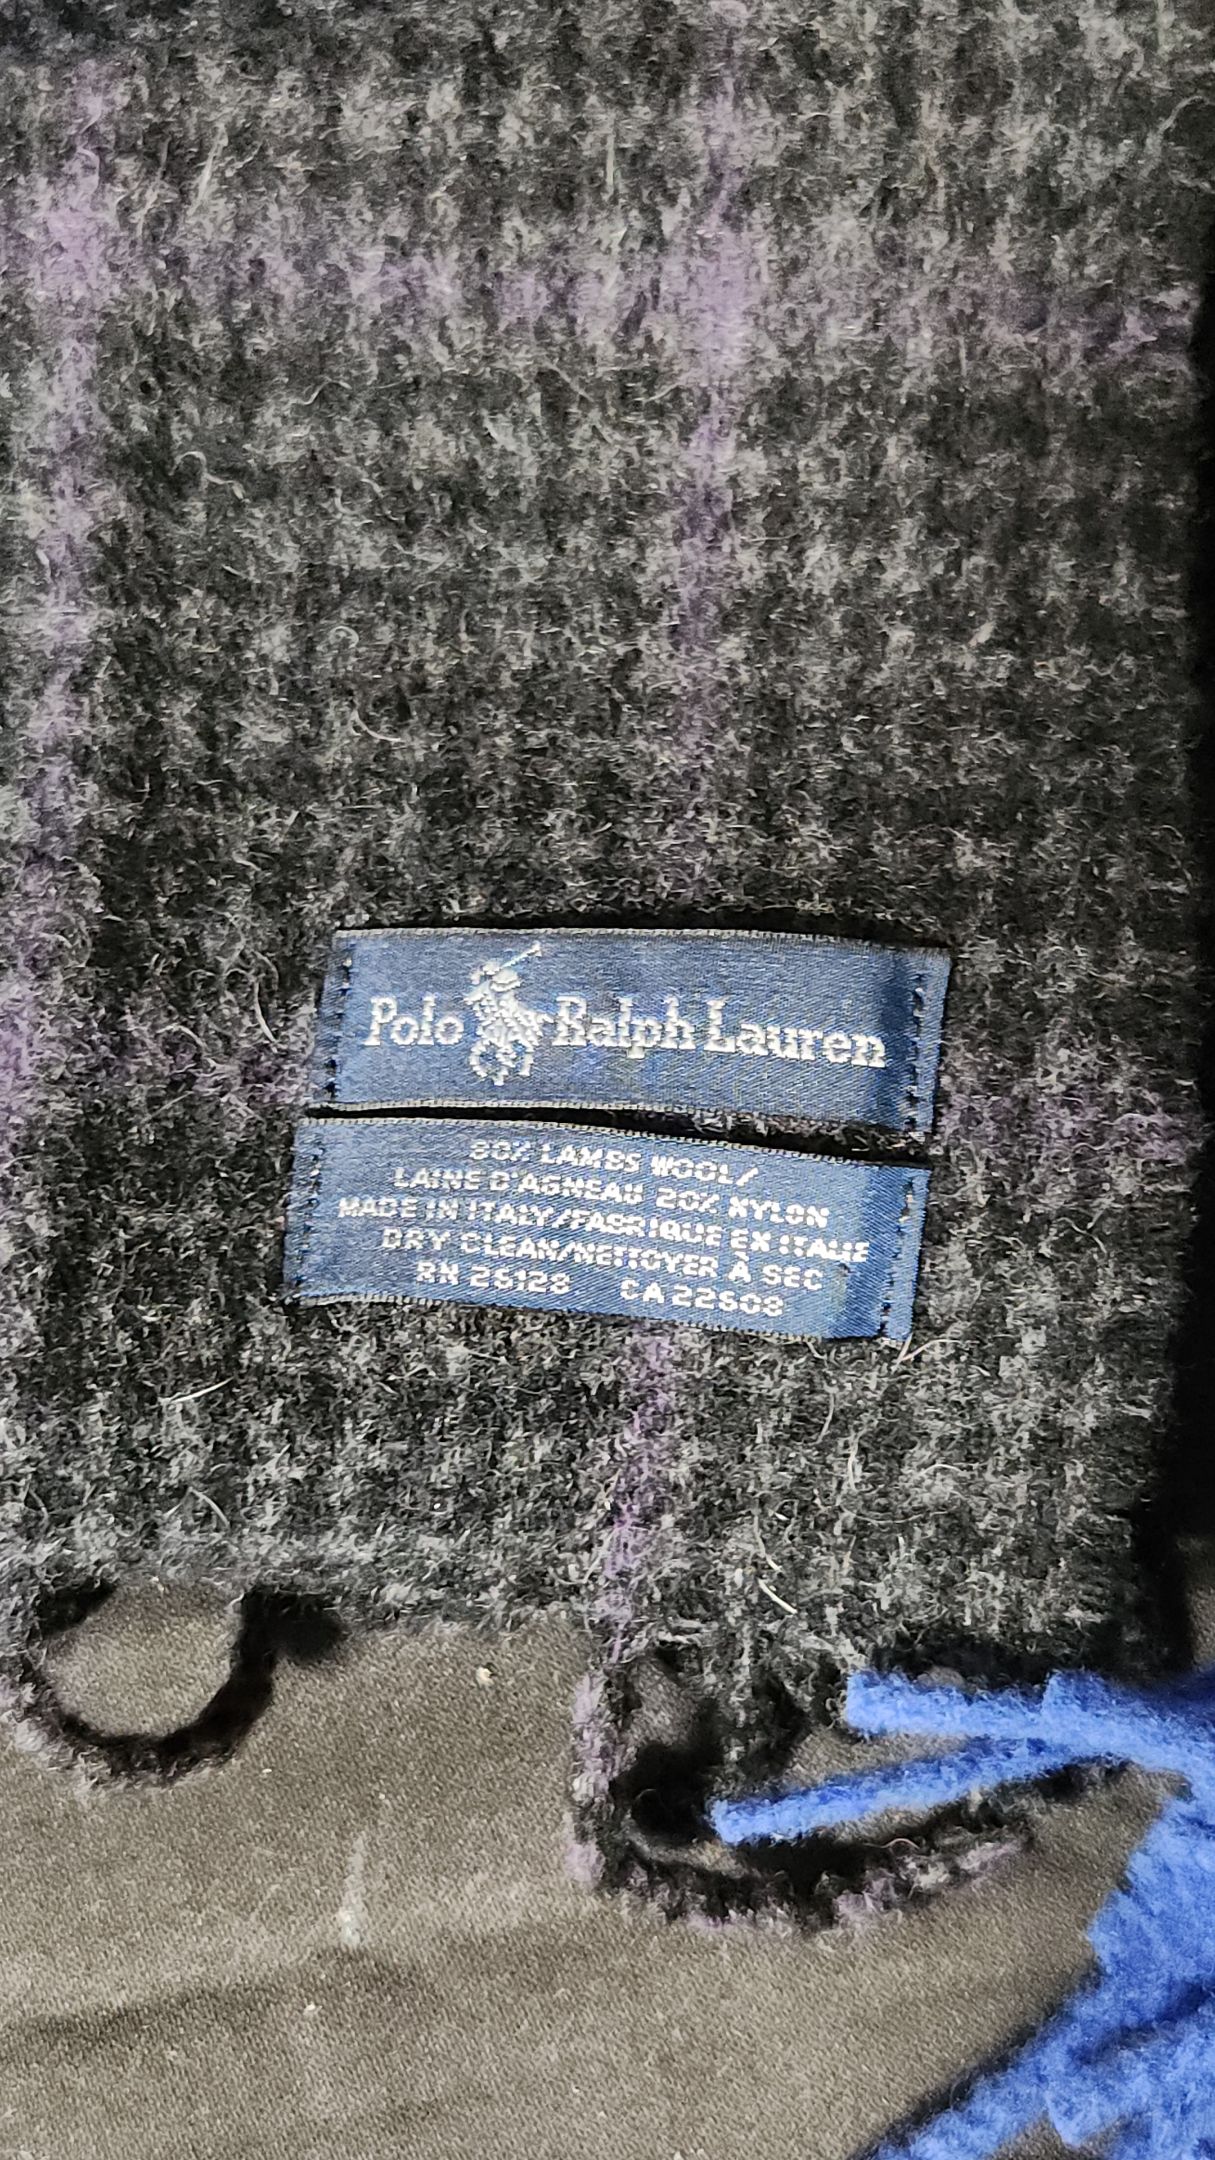 Polo Ralph Lauren
80% LAMBS WOOL/
LAINE D'AGNEAU 20% NYLON
MADE IN ITALY/FABRIQUE EN ITALIE
DRY CLEAN/NETTOYER À SEC
RN 26128 CA 22608